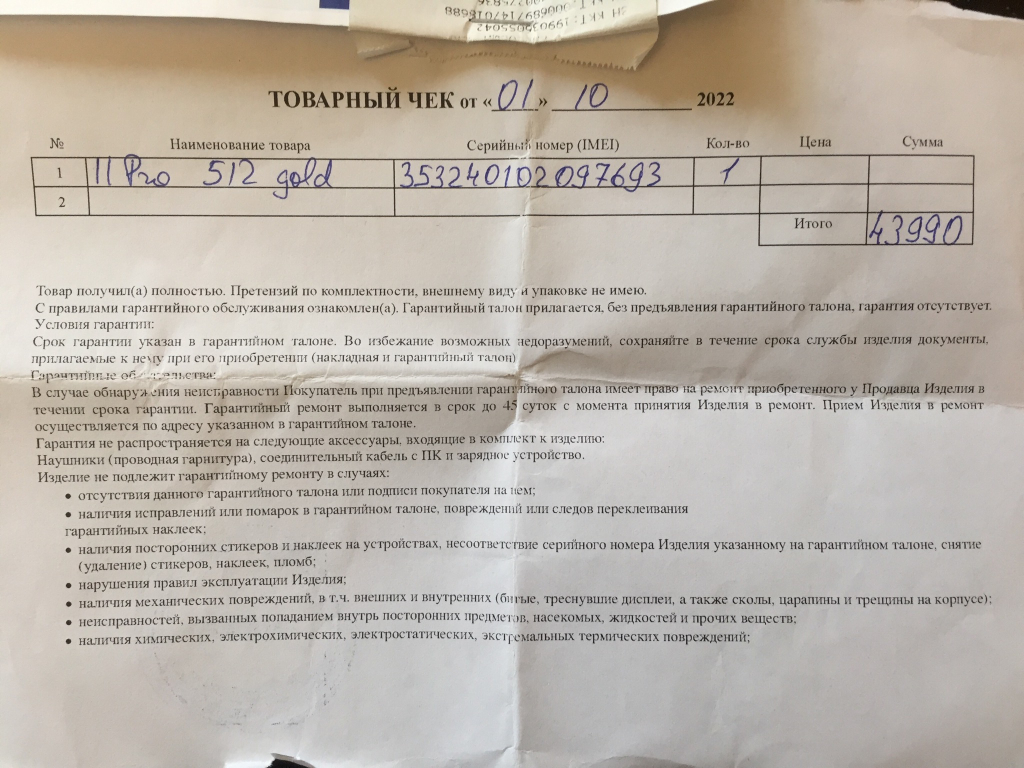 ТОВАРНЫЙ ЧЕК от «01» 10 2022
№ Наименование товара Серийный номер (IMEI) Кол-во Цена Сумма
1 11 Pro 512 gold 353240102097693 1
2
Итого 43990
Товар получил(а) полностью. Претензий по комплектности, внешнему виду и упаковке не имею.
С правилами гарантийного обслуживания ознакомлен(а). Гарантийный талон прилагается, без предъявления гарантийного талона, гарантия отсутствует.
Условия гарантии:
Срок гарантии указан в гарантийном талоне. Во избежание возможных недоразумений, сохраняйте в течение срока службы изделия документы,
прилагаемые к нему при его приобретении (накладная и гарантийный талон)
Гарантийные обязательства:
В случае обнаружения неисправности Покупатель при предъявлении гарантийного талона имеет право на ремонт приобретенного у Продавца Изделия в
течении срока гарантии. Гарантийный ремонт выполняется в срок до 45 суток с момента принятия Изделия в ремонт. Прием Изделия в ремонт
осуществляется по адресу указанном в гарантийном талоне.
Гарантия не распространяется на следующие аксессуары, входящие в комплект к изделию:
Наушники (проводная гарнитура), соединительный кабель с ПК и зарядное устройство.
Изделие не подлежит гарантийному ремонту в случаях:
• отсутствия данного гарантийного талона или подписи покупателя на нем;
• наличия исправлений или помарок в гарантийном талоне, повреждений или следов переклеивания
гарантийных наклеек;
• наличия посторонних стикеров и наклеек на устройствах, несоответствие серийного номера Изделия указанному на гарантийном талоне, снятие
(удаление) стикеров, наклеек, пломб;
• нарушения правил эксплуатации Изделия;
• наличия механических повреждений, в т.ч. внешних и внутренних (битые, треснувшие дисплеи, а также сколы, царапины и трещины на корпусе);
• неисправностей, вызванных попаданием внутрь посторонних предметов, насекомых, жидкостей и прочих веществ;
• наличия химических, электрохимических, электростатических, экстремальных термических повреждений;